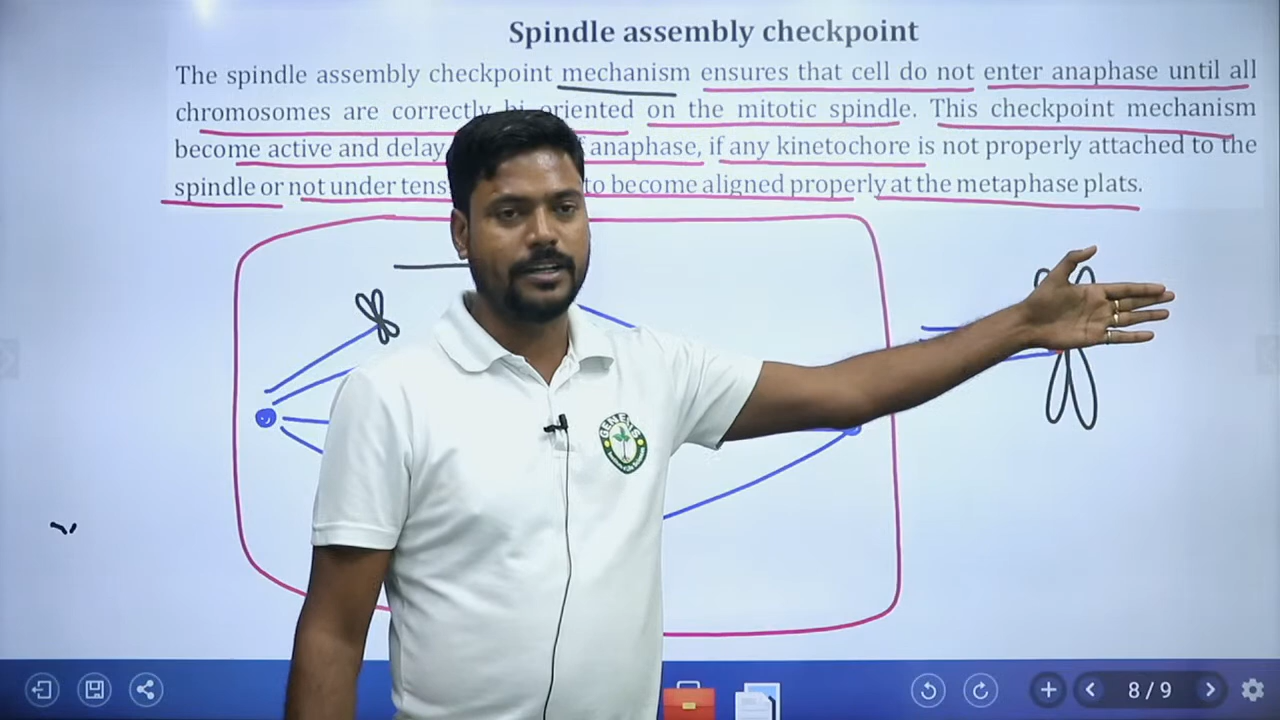 Spindle assembly checkpoint
The spindle assembly checkpoint mechanism ensures that cell do not enter anaphase until all
chromosomes are correctly bi-oriented on the mitotic spindle. This checkpoint mechanism
become active and delay anaphase, if any kinetochore is not properly attached to the
spindle or not under to become aligned properly at the metaphase plats.
GENEIUS
8 / 9